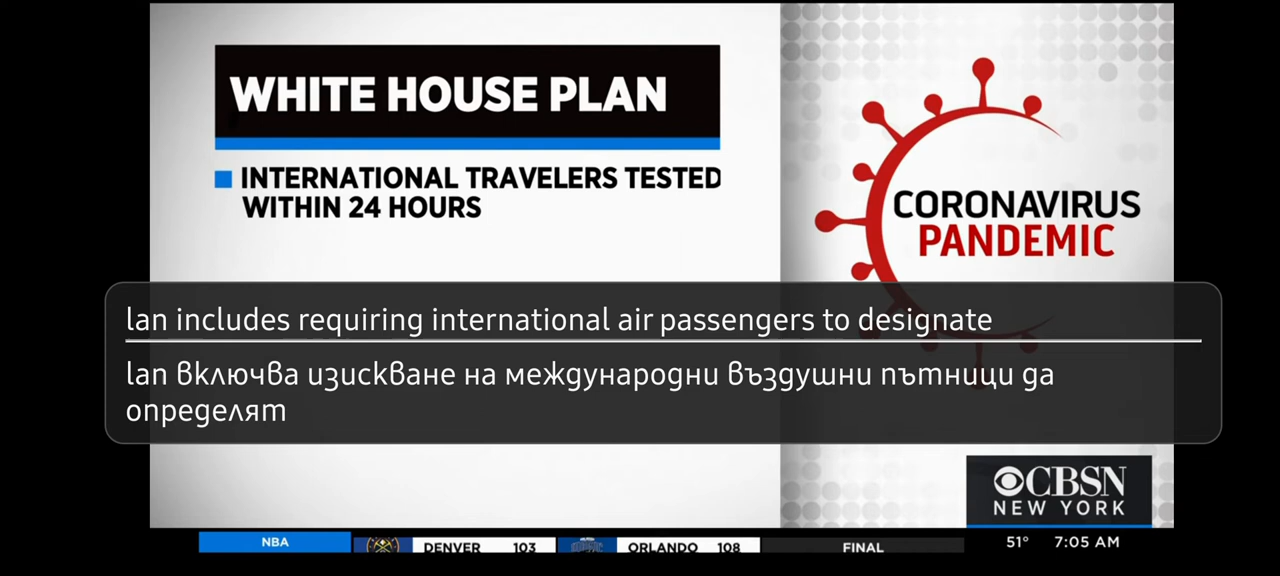 WHITE HOUSE PLAN
INTERNATIONAL TRAVELERS TESTED
WITHIN 24 HOURS
CORONAVIRUS
PANDEMIC
lan includes requiring international air passengers to designate
lan включва изискване на международни въздушни пътници да
определят
CBSN
NEW YORK
NBA DENVER 103 ORLANDO 108 FINAL 51° 7:05 AM